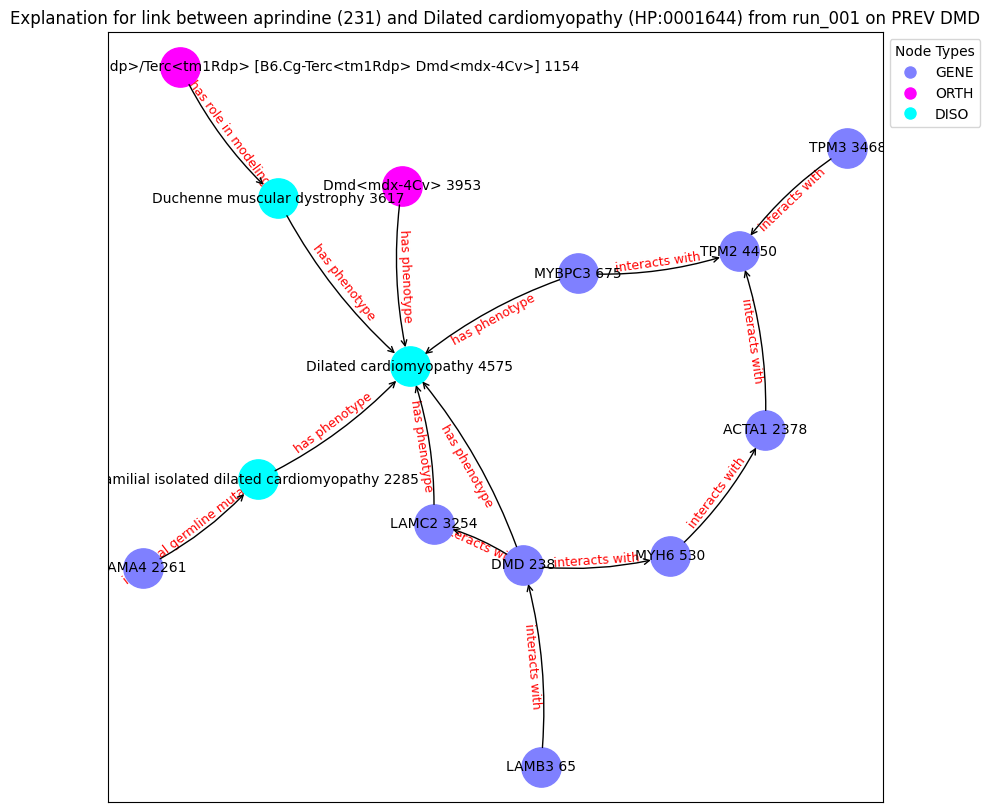 Explanation for link between aprindine (231) and Dilated cardiomyopathy (HP:0001644) from run_001 on PREV DMD
Node Types
GENE
ORTH
DISO
dp>/Terc<tm1Rdp> [B6.Cg-Terc<tm1Rdp> Dmd<mdx-4Cv>] 1154
has role in modeling
TPM3 3468
Dmd<mdx-4Cv> 3953
Duchenne muscular dystrophy 3617
interacts with
has phenotype
has phenotype
TPM2 4450
interacts with
MYBPC3 675
has phenotype
interacts with
Dilated cardiomyopathy 4575
has phenotype
has phenotype
has phenotype
ACTA1 2378
amilial isolated dilated cardiomyopathy 2285
interacts with
al germline muta
LAMC2 3254
interacts with
MYH6 530
DMD 238
AMA4 2261
interacts with
LAMB3 65